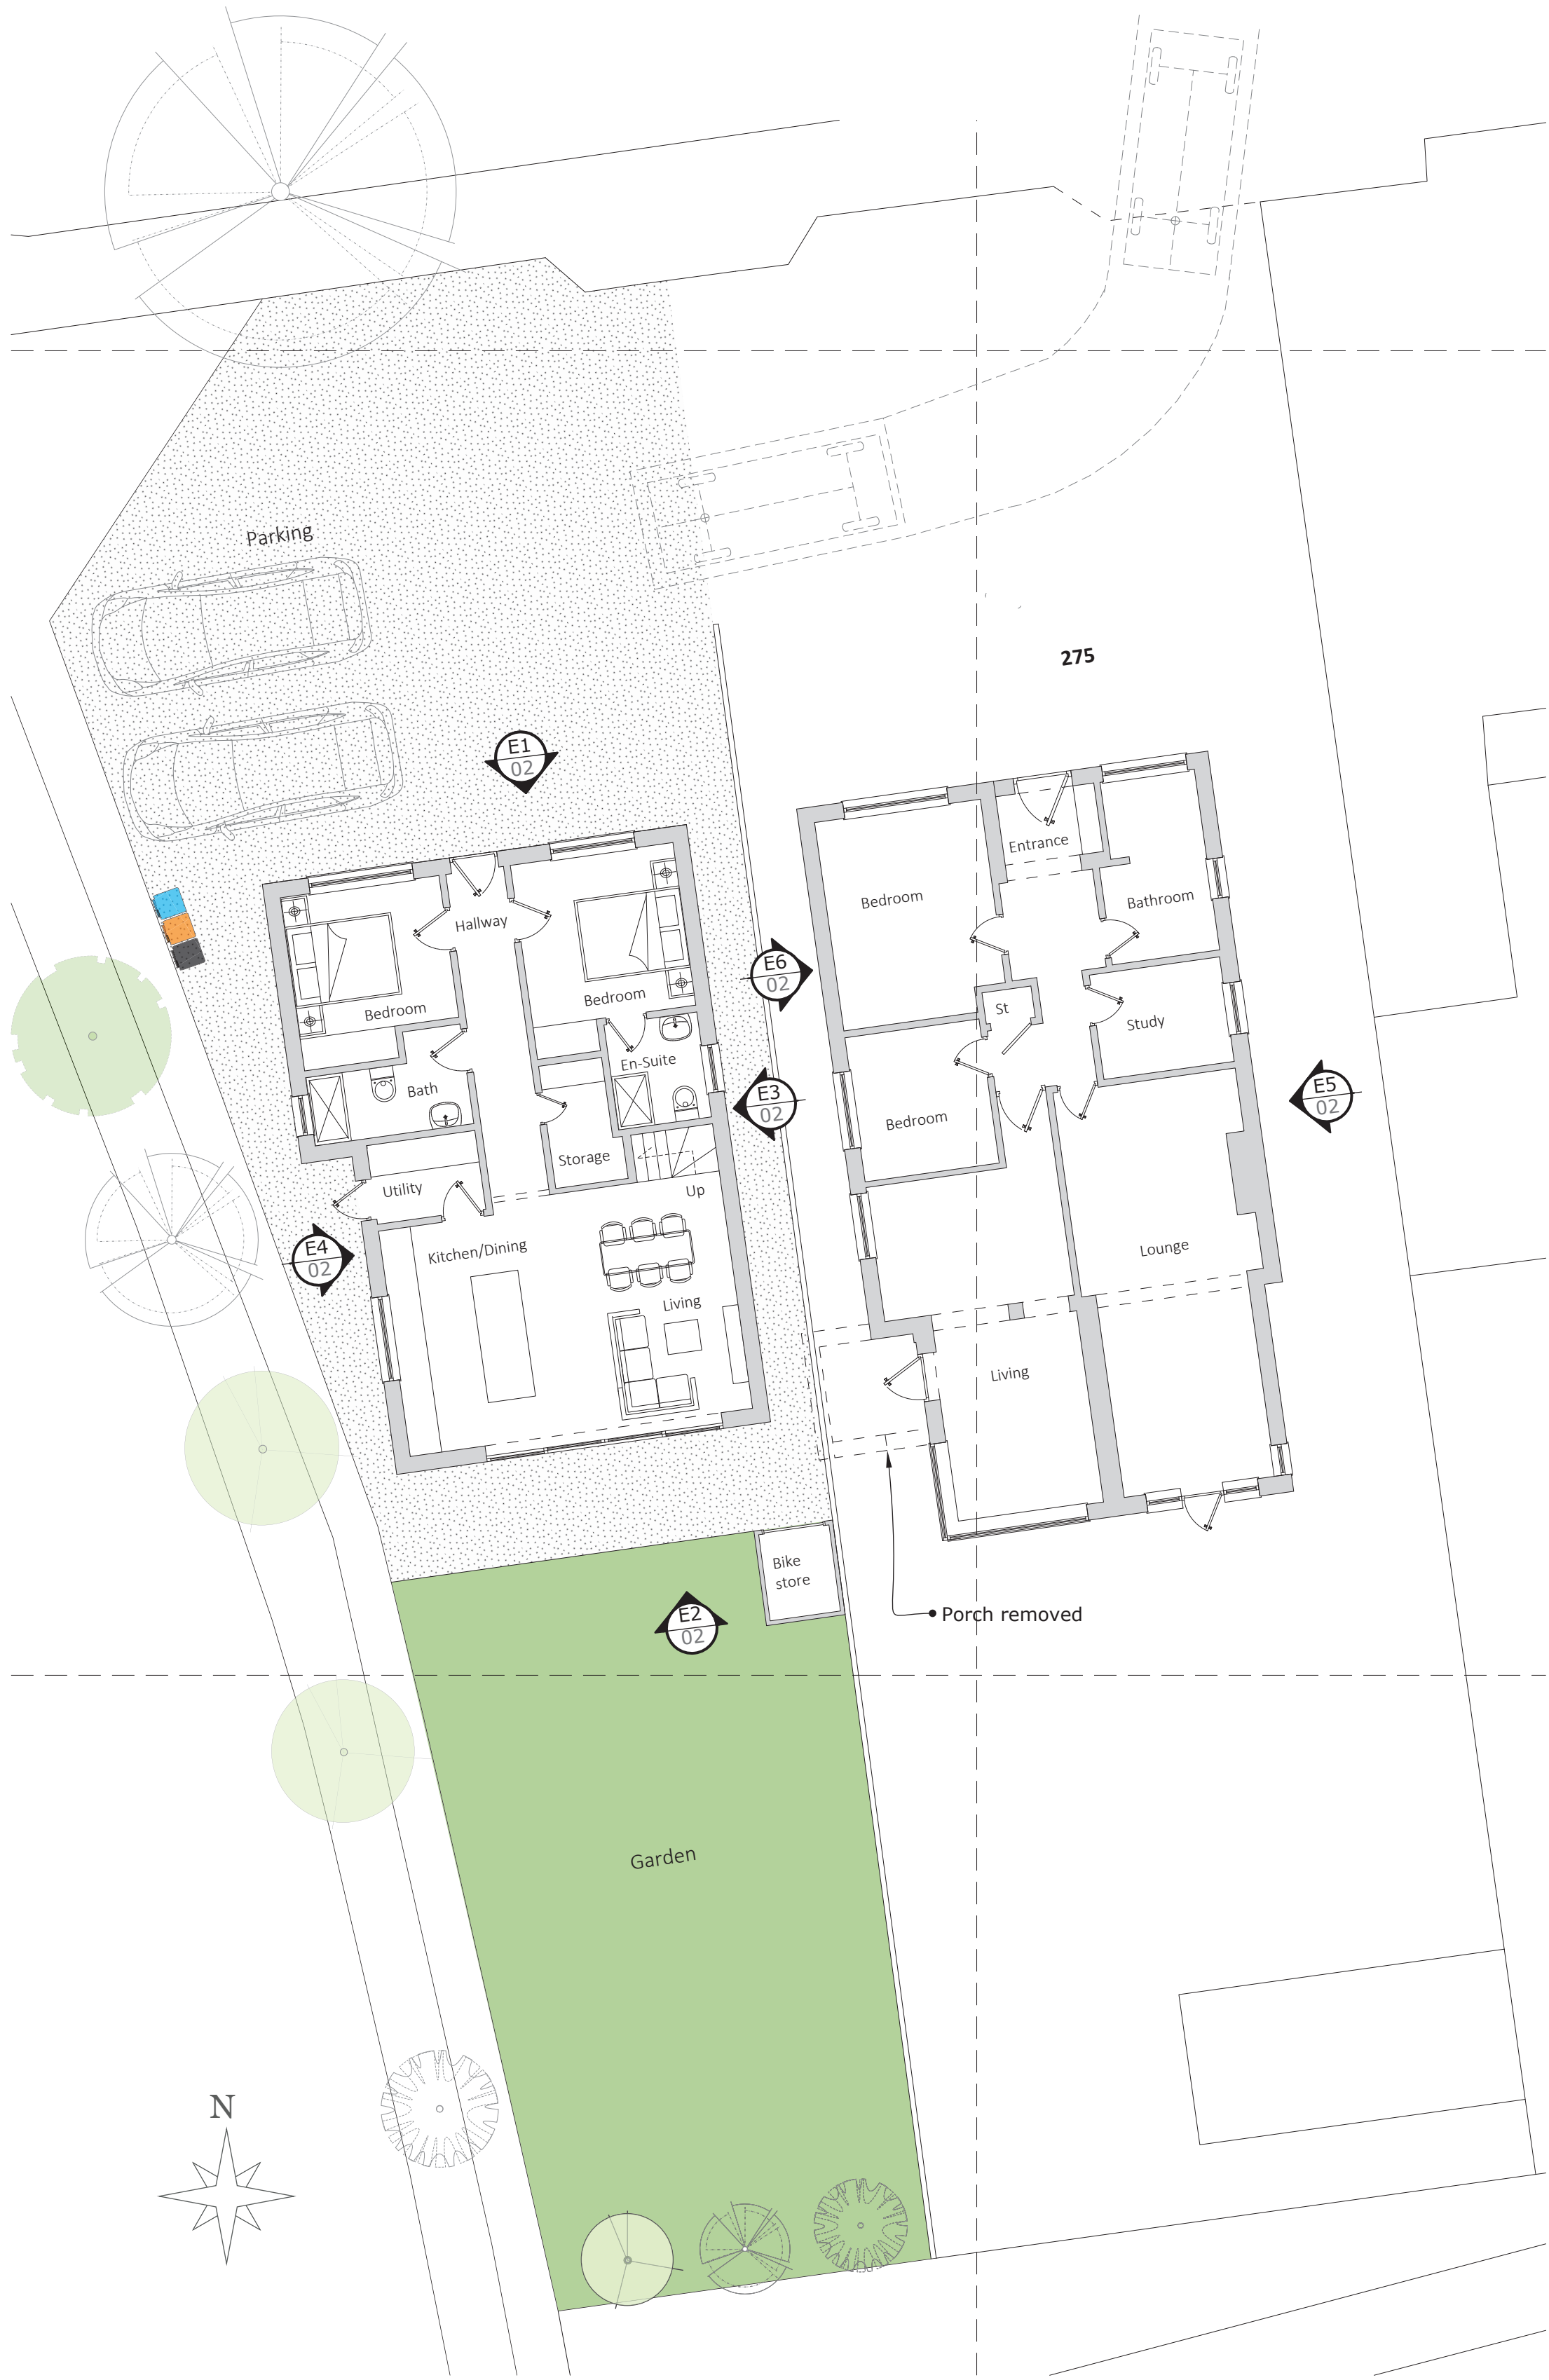 Parking
275
E1
02
Entrance
Bedroom
Bathroom
Hallway
E6
02
Bedroom
Bedroom
St
Study
En-Suite
Bath
E3
02
E5
02
Bedroom
Storage
Utility
Up
E4
02
Kitchen/Dining
Lounge
Living
Living
Bike
store
E2
02
Porch removed
Garden
N